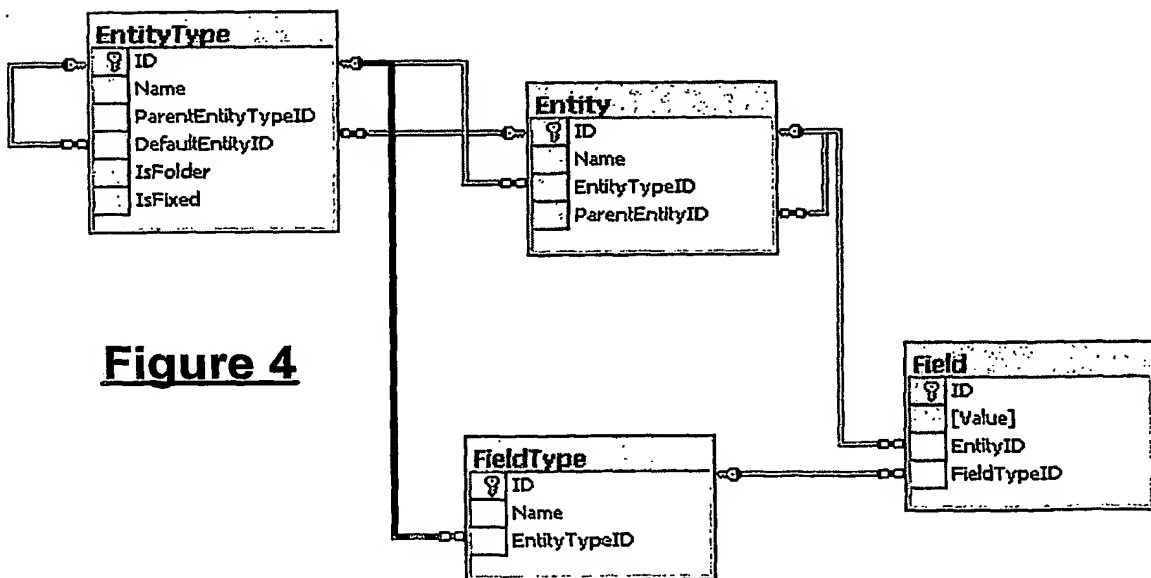 EntityType
ID
Name
ParentEntityTypeID
DefaultEntityID
IsFolder
IsFixed
Entity
ID
Name
EntityTypeID
ParentEntityID
Figure 4
Field
ID
[Value]
EntityID
FieldTypeID
FieldType
ID
Name
EntityTypeID